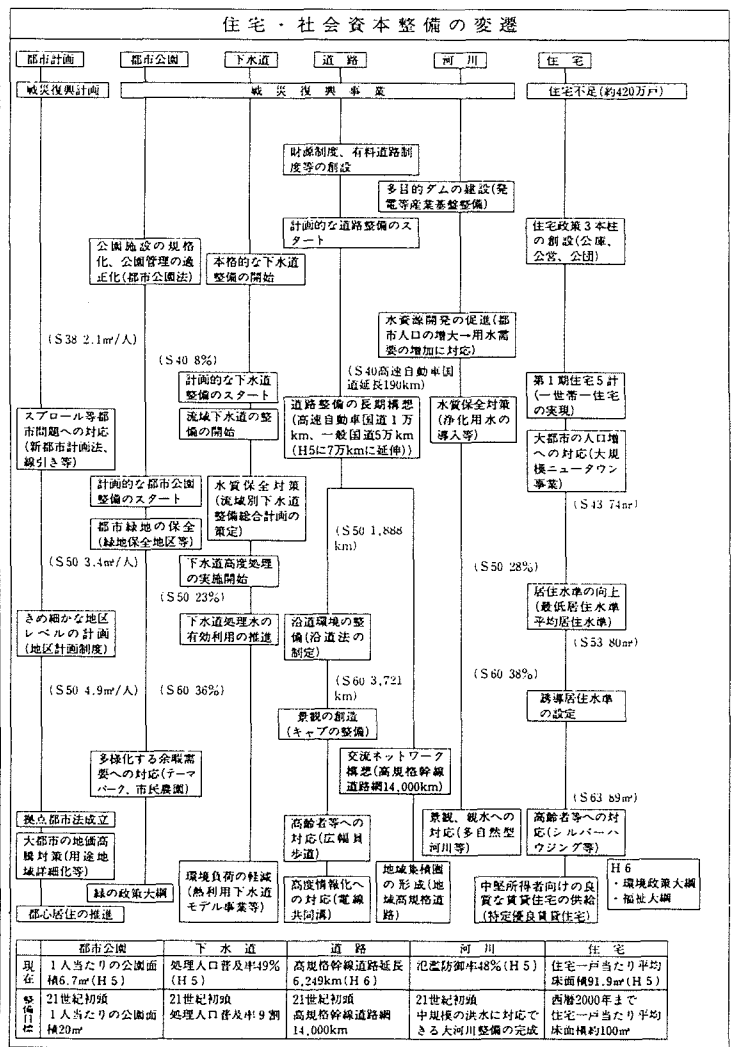 住宅・社会資本整備の変遷
都市計画
都市公園
下水道
道路
河川
住宅
戦災復興計画
戦災復興事業
住宅不足(約420万戸)
財源制度、有料道路制
度等の創設
多目的ダムの建設(発
電等産業基盤整備)
計画的な道路整備のス
タート
住宅政策3本柱
の創設(公庫、
公営、公団)
公園施設の規格
化、公園管理の適
正化(都市公園法)
本格的な下水道
整備の開始
水資源開発の促進(都
市人口の増大→用水需
要の増加に対応)
(S38 2.1㎡/人)
(S40 8%)
(S40高速自動車国
道延長190km)
計画的な下水道
整備のスタート
第1期住宅5計
(一世帯一住宅
の実現)
スプロール等都
市問題への対応
(新都市計画法、
線引き等)
流域下水道の整
備の開始
道路整備の長期構想
(高速自動車国道1万
km、一般国道5万km
(H5に7万kmに延伸))
水質保全対策
(浄化用水の
導入等)
大都市の人口増
への対応(大規
模ニュータウン
事業)
計画的な都市公園
整備のスタート
水質保全対策
(流域別下水道
整備総合計画の
策定)
(S43 74㎡)
都市緑地の保全
(緑地保全地区等)
(S50 1,888
km)
(S50 3.4㎡/人)
下水道高度処理
の実施開始
(S50 28%)
(S50 23%)
居住水準の向上
(最低居住水準
平均居住水準)
きめ細かな地区
レベルの計画
(地区計画制度)
下水道処理水の
有効利用の推進
沿道環境の整
備(沿道法の
制定)
(S53 80㎡)
(S60 3,721
km)
(S60 38%)
(S50 4.9㎡/人)
(S60 36%)
誘導居住水準
の設定
景観の創造
(キャブの整備)
多様化する余暇需
要への対応(テーマ
パーク、市民農園)
交流ネットワーク
構想(高規格幹線
道路網14,000km)
(S63 89㎡)
拠点都市法成立
高齢者等への
対応(広幅員
歩道)
景観、親水への
対応(多自然型
河川等)
高齢者等への対
応(シルバーハ
ウジング等)
大都市の地価高
騰対策(用途地
域詳細化等)
環境負荷の軽減
(熱利用下水道
モデル事業等)
高度情報化へ
の対応(電線
共同溝)
地域集積圏
の形成(地
域高規格道
路)
中堅所得者向けの良
質な賃貸住宅の供給
(特定優良賃貸住宅)
H6
・環境政策大綱
・福祉大綱
緑の政策大綱
都心居住の推進
都市公園
下水道
道路
河川
住宅
現在
1人当たりの公園面
積6.7㎡(H5)
処理人口普及率49%
(H5)
高規格幹線道路延長
6,249km(H6)
氾濫防御率48%(H5)
住宅一戸当たり平均
床面積91.9㎡(H5)
整備目標
21世紀初頭
1人当たりの公園面
積20㎡
21世紀初頭
処理人口普及率9割
21世紀初頭
高規格幹線道路網
14,000km
21世紀初頭
中規模の洪水に対応で
きる大河川整備の完成
西暦2000年まで
住宅一戸当たり平均
床面積約100㎡